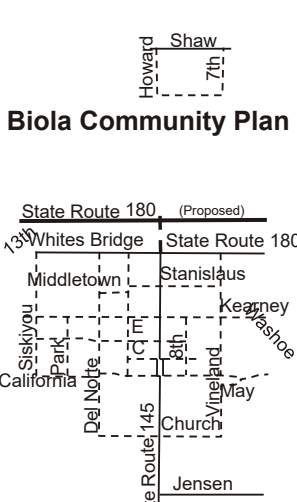 Shaw
Howard
7th
Biola Community Plan
State Route 180 (Proposed)
13th
Whites Bridge State Route 180
Middletown Stanislaus
Kearney
Washoe
Siskiyou
Park
E
C
8th
California
Del Norte
Vineland
May
Church
te Route 145
Jensen